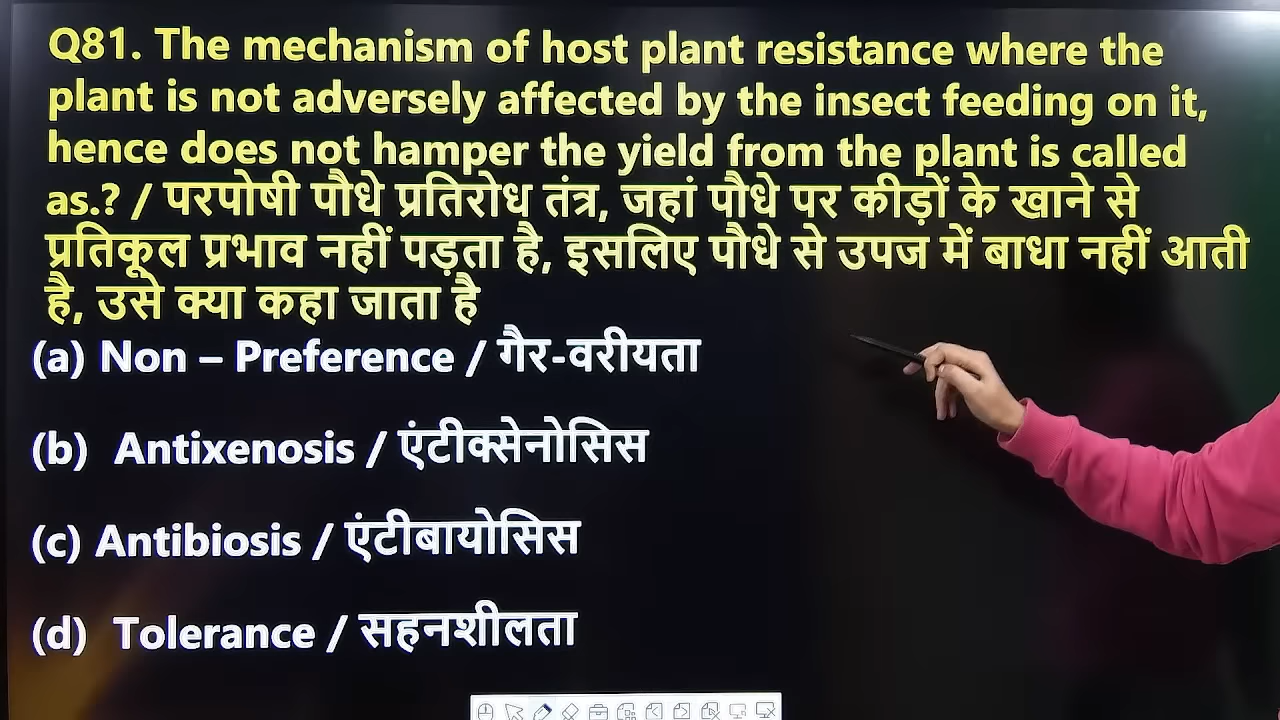 Q81. The mechanism of host plant resistance where the
plant is not adversely affected by the insect feeding on it,
hence does not hamper the yield from the plant is called
as.? / परपोषी पौधे प्रतिरोध तंत्र, जहां पौधे पर कीड़ों के खाने से
प्रतिकूल प्रभाव नहीं पड़ता है, इसलिए पौधे से उपज में बाधा नहीं आती
है, उसे क्या कहा जाता है
(a) Non – Preference / गैर-वरीयता
(b) Antixenosis / एंटीक्सेनोसिस
(c) Antibiosis / एंटीबायोसिस
(d) Tolerance / सहनशीलता